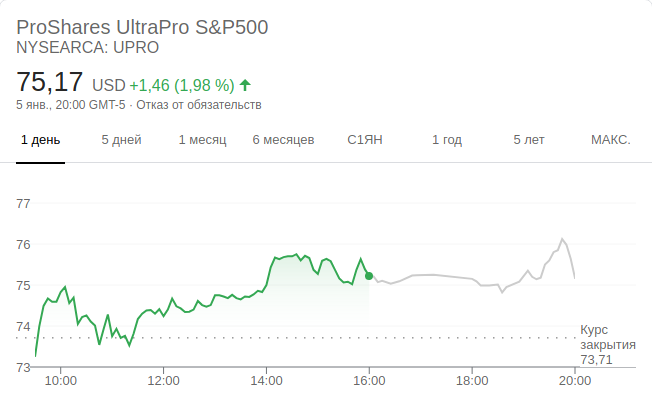 ProShares UltraPro S&P500
NYSEARCA: UPRO
75,17 USD +1,46 (1,98 %)
5 янв., 20:00 GMT-5 · Отказ от обязательств
1 день 5 дней 1 месяц 6 месяцев С1ЯН 1 год 5 лет МАКС.
77
76
75
74
Курс
закрытия
73,71
73
10:00 12:00 14:00 16:00 18:00 20:00